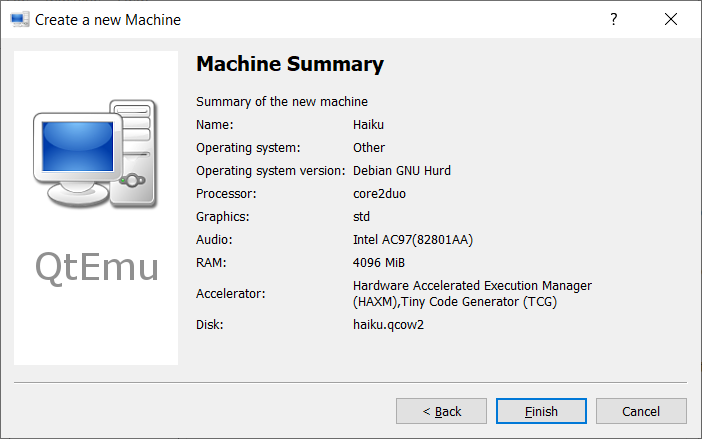 Create a new Machine
Machine Summary
Summary of the new machine
Name: Haiku
Operating system: Other
Operating system version: Debian GNU Hurd
Processor: core2duo
Graphics: std
Audio: Intel AC97(82801AA)
RAM: 4096 MiB
Accelerator: Hardware Accelerated Execution Manager
(HAXM),Tiny Code Generator (TCG)
Disk: haiku.qcow2
QtEmu
< Back Finish Cancel